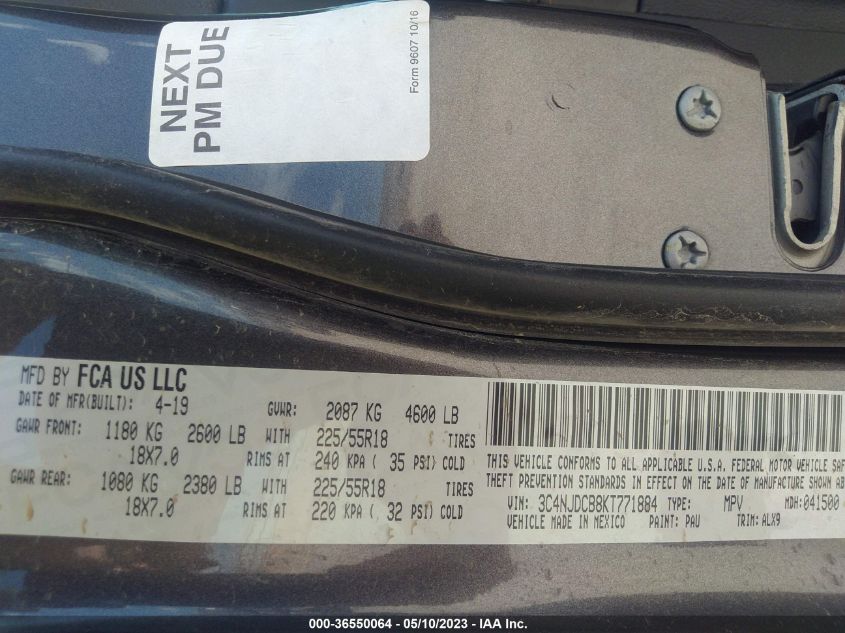 NEXT
PM DUE
Form 9607 10/16
MFD BY FCA US LLC
DATE OF MFR(BUILT): 4-19 GVWR: 2087 KG 4600 LB
GAWR FRONT: 1180 KG 2600 LB WITH 225/55R18 TIRES
18X7.0 RIMS AT 240 KPA ( 35 PSI) COLD
GAWR REAR: 1080 KG 2380 LB WITH 225/55R18 TIRES
18X7.0 RIMS AT 220 KPA ( 32 PSI) COLD
THIS VEHICLE CONFORMS TO ALL APPLICABLE U.S.A. FEDERAL MOTOR VEHICLE SAF
THEFT PREVENTION STANDARDS IN EFFECT ON THE DATE OF MANUFACTURE SHOWN ABO
VIN: 3C4NJDCB8KT771884 TYPE: MPV MDH:041500
VEHICLE MADE IN MEXICO PAINT: PAU TRIM: ALX9
000-36550064 - 05/10/2023 - IAA Inc.